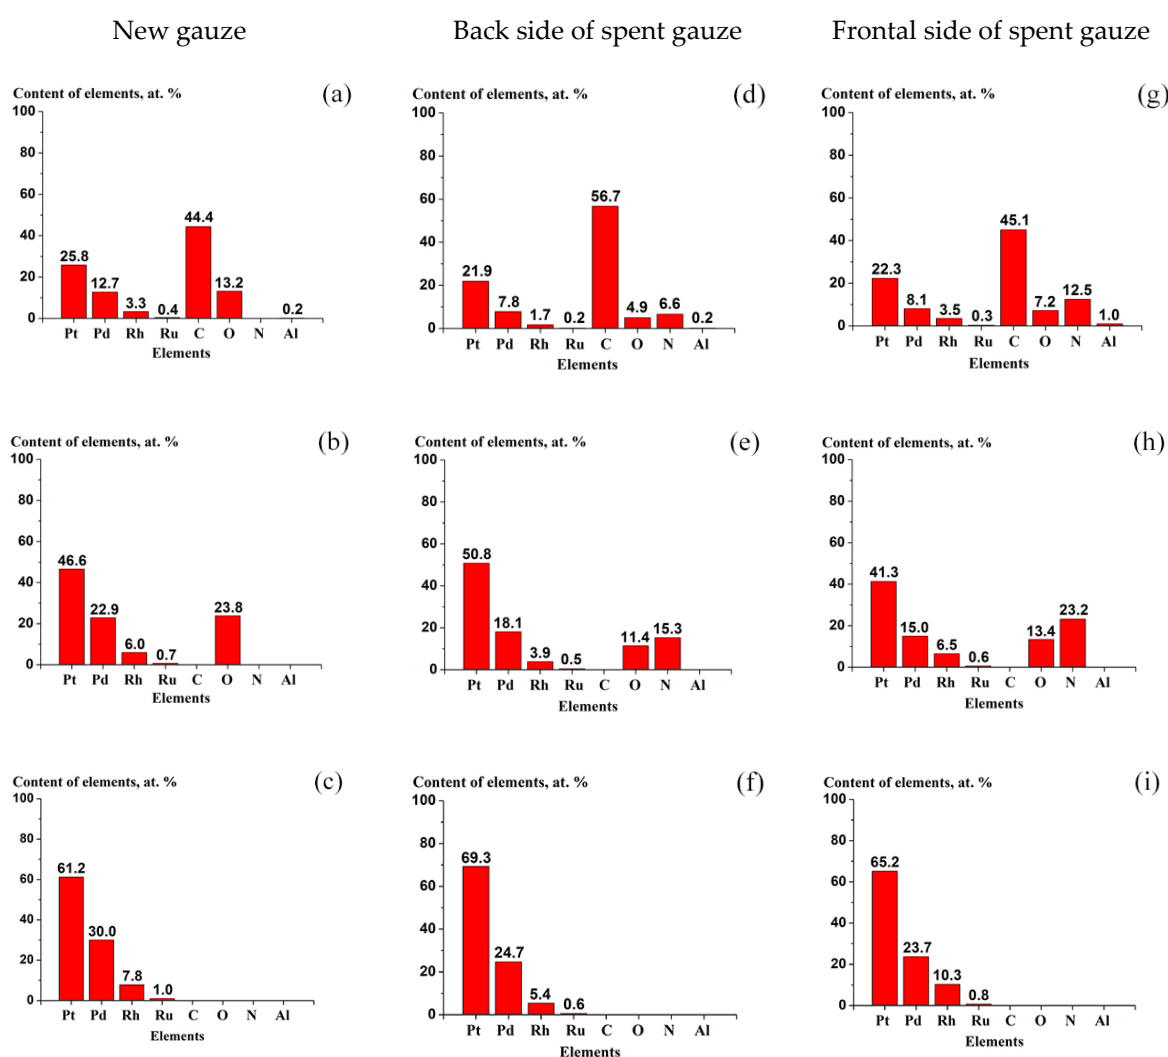 New gauze
Back side of spent gauze
Frontal side of spent gauze
Content of elements, at. %
(a)
100
80
60
40
20
0
25.8
12.7
3.3
0.4
44.4
13.2
0.2
Pt Pd Rh Ru C O N Al
Elements
Content of elements, at. %
(d)
100
80
60
40
20
0
21.9
7.8
1.7
0.2
56.7
4.9
6.6
0.2
Pt Pd Rh Ru C O N Al
Elements
Content of elements, at. %
(g)
100
80
60
40
20
0
22.3
8.1
3.5
0.3
45.1
7.2
12.5
1.0
Pt Pd Rh Ru C O N Al
Elements
Content of elements, at. %
(b)
100
80
60
40
20
0
46.6
22.9
6.0
0.7
23.8
Pt Pd Rh Ru C O N Al
Elements
Content of elements, at. %
(e)
100
80
60
40
20
0
50.8
18.1
3.9
0.5
11.4
15.3
Pt Pd Rh Ru C O N Al
Elements
Content of elements, at. %
(h)
100
80
60
40
20
0
41.3
15.0
6.5
0.6
13.4
23.2
Pt Pd Rh Ru C O N Al
Elements
Content of elements, at. %
(c)
100
80
60
40
20
0
61.2
30.0
7.8
1.0
Pt Pd Rh Ru C O N Al
Elements
Content of elements, at. %
(f)
100
80
60
40
20
0
69.3
24.7
5.4
0.6
Pt Pd Rh Ru C O N Al
Elements
Content of elements, at. %
(i)
100
80
60
40
20
0
65.2
23.7
10.3
0.8
Pt Pd Rh Ru C O N Al
Elements